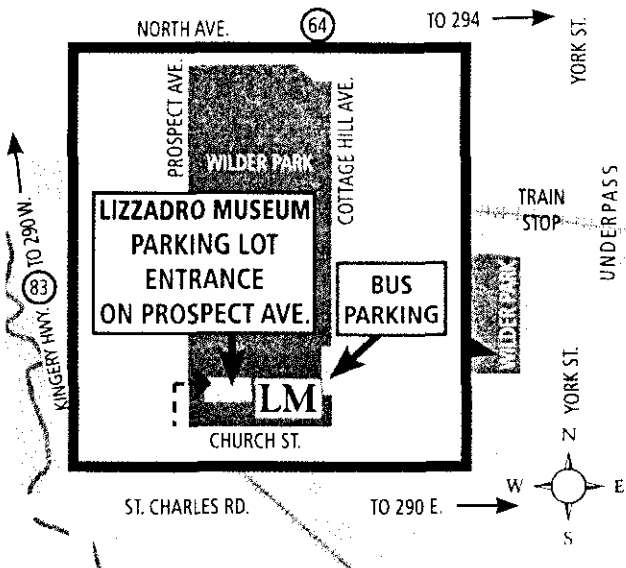 NORTH AVE.
64
TO 294
YORK ST.
PROSPECT AVE.
COTTAGE HILL AVE.
WILDER PARK
LIZZADRO MUSEUM
PARKING LOT
ENTRANCE
ON PROSPECT AVE.
BUS
PARKING
TRAIN
STOP
UNDERPASS
TO 290 W.
83
KINGERY HWY.
WILDER PARK
LM
CHURCH ST.
YORK ST.
N
W
E
S
ST. CHARLES RD.
TO 290 E.